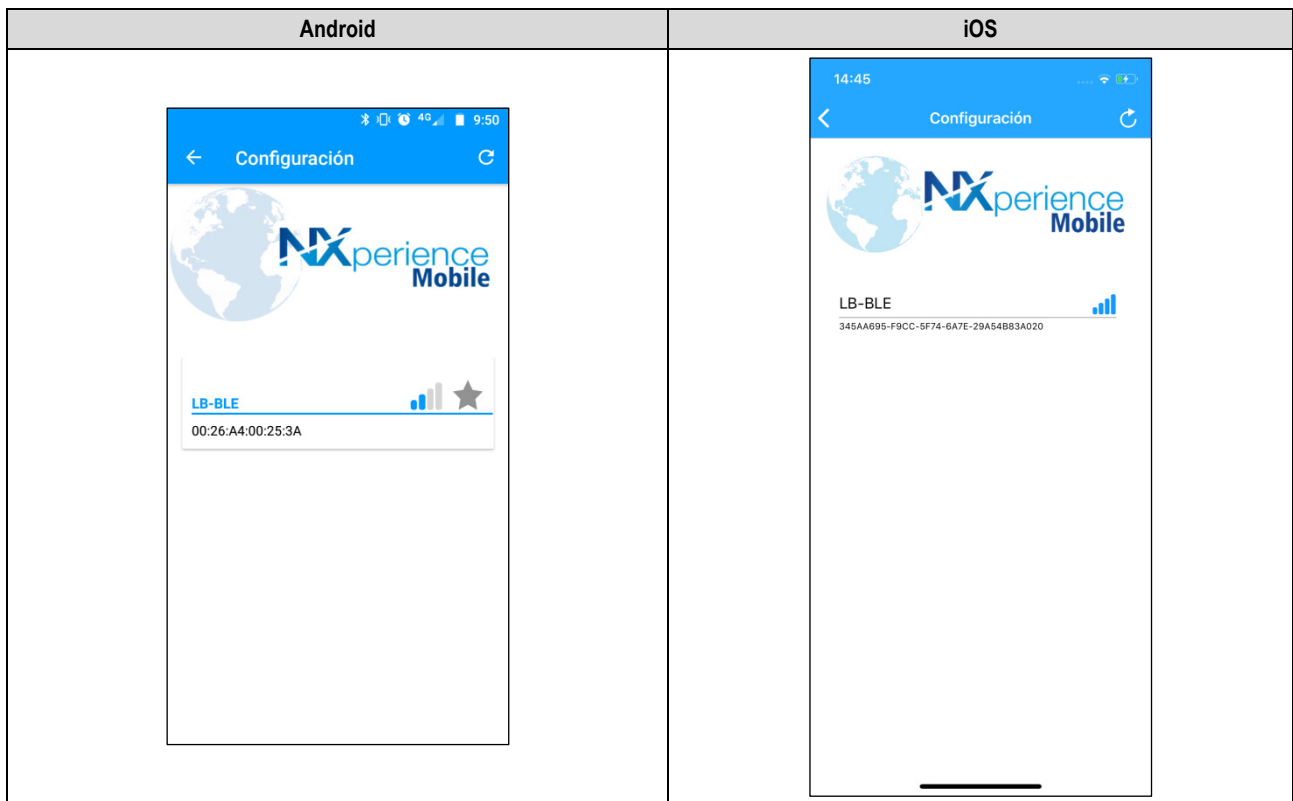 Android
iOS
9:50
4G
Configuración
NXperience
Mobile
LB-BLE
00:26:A4:00:25:3A
14:45
Configuración
NXperience
Mobile
LB-BLE
345AA695-F9CC-5F74-6A7E-29A54B83A020